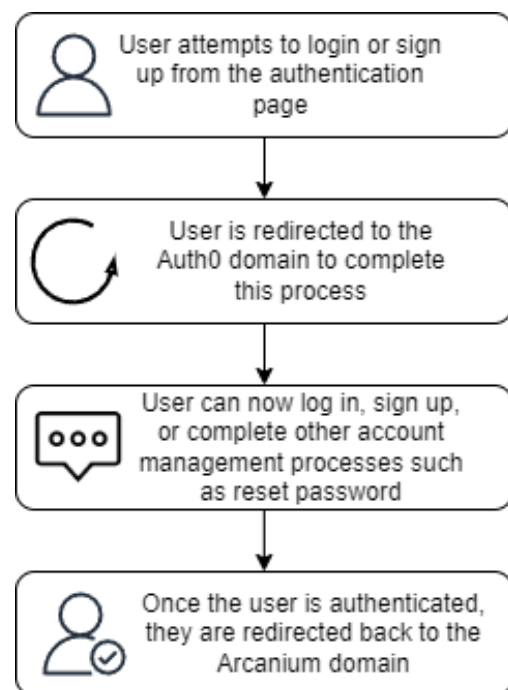 User attempts to login or sign
up from the authentication
page
User is redirected to the
Auth0 domain to complete
this process
User can now log in, sign up,
or complete other account
management processes such
as reset password
Once the user is authenticated,
they are redirected back to the
Arcanium domain